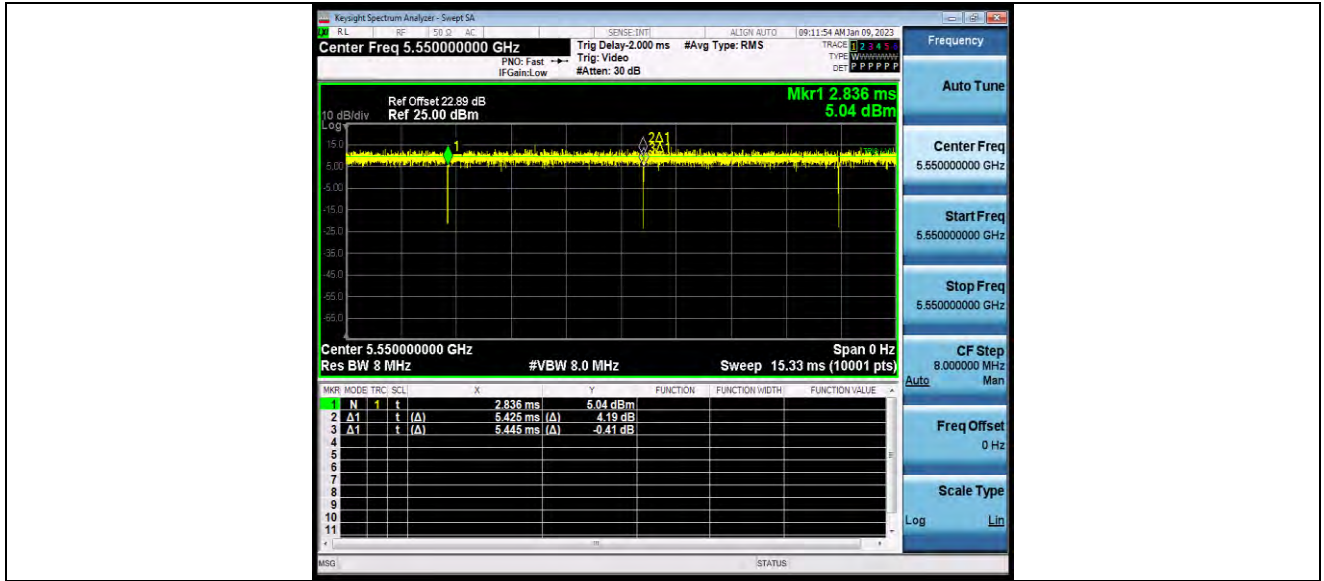 Keysight Spectrum Analyzer - Swept SA
RL RF 50 Ω AC SENSE:INT ALIGN AUTO 09:11:54 AM Jan 09, 2023
Center Freq 5.550000000 GHz
PNO: Fast
IFGain:Low
Trig Delay-2.000 ms
Trig: Video
#Atten: 30 dB
#Avg Type: RMS
TRACE 1 2 3 4 5 6
TYPE WWWWWW
DET P P P P P P
Mkr1 2.836 ms
5.04 dBm
Ref Offset 22.89 dB
10 dB/div Ref 25.00 dBm
Log
15.0
5.00
-5.00
-15.0
-25.0
-35.0
-45.0
-55.0
-65.0
1
2Δ1
3Δ1
Center 5.550000000 GHz Span 0 Hz
Res BW 8 MHz #VBW 8.0 MHz Sweep 15.33 ms (10001 pts)
MKR MODE TRC SCL X Y FUNCTION FUNCTION WIDTH FUNCTION VALUE
1 N 1 t 2.836 ms 5.04 dBm
2 Δ1 t (Δ) 5.425 ms (Δ) 4.19 dB
3 Δ1 t (Δ) 5.445 ms (Δ) -0.41 dB
4
5
6
7
8
9
10
11
MSG STATUS
Frequency
Auto Tune
Center Freq
5.550000000 GHz
Start Freq
5.550000000 GHz
Stop Freq
5.550000000 GHz
CF Step
8.000000 MHz
Auto Man
Freq Offset
0 Hz
Scale Type
Log Lin